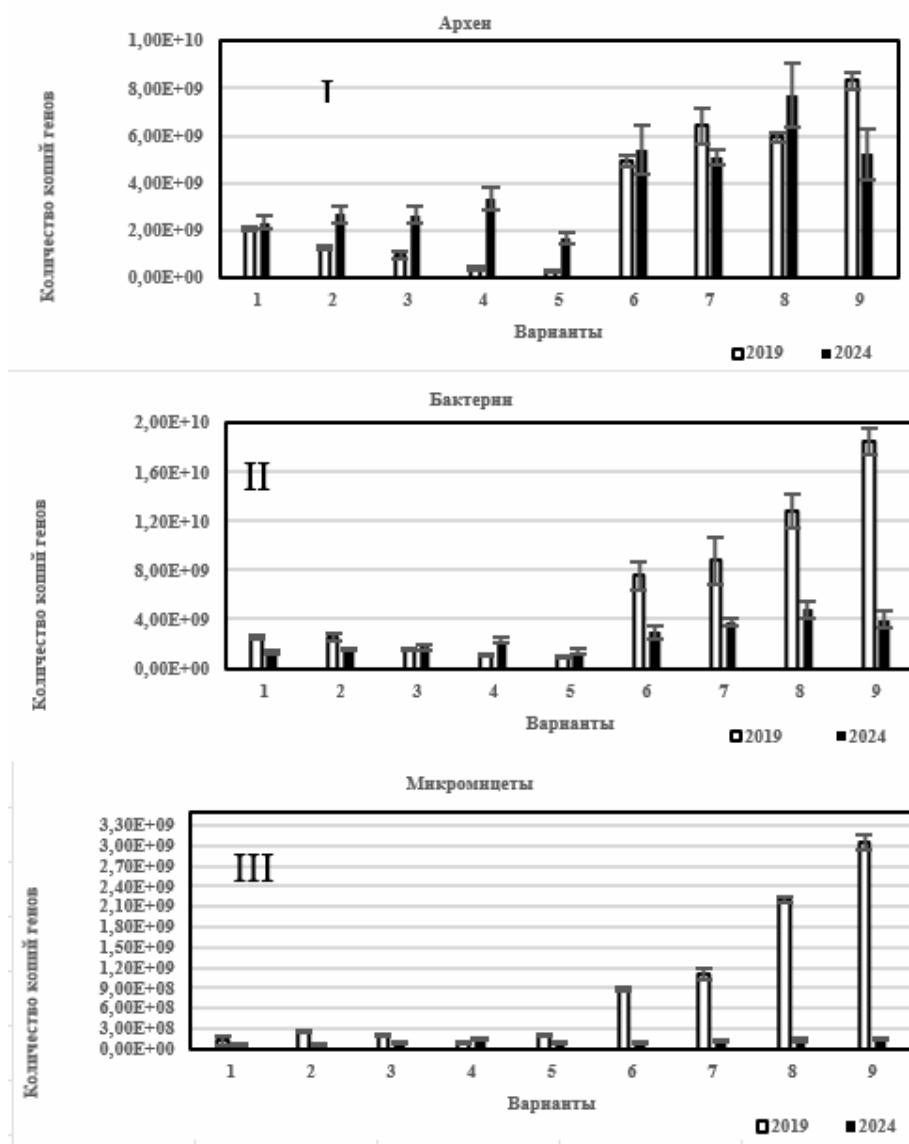 Археи
1,00E+10
8,00E+09
6,00E+09
4,00E+09
2,00E+09
0,00E+00
Количество копий генов
I
1 2 3 4 5 6 7 8 9
Варианты
2019 2024
Бактерии
2,00E+10
1,60E+10
1,20E+10
8,00E+09
4,00E+09
0,00E+00
Количество копий генов
II
1 2 3 4 5 6 7 8 9
Варианты
2019 2024
Микромицеты
3,30E+09
3,00E+09
2,70E+09
2,40E+09
2,10E+09
1,80E+09
1,50E+09
1,20E+09
9,00E+08
6,00E+08
3,00E+08
0,00E+00
Количество копий генов
III
1 2 3 4 5 6 7 8 9
Варианты
2019 2024